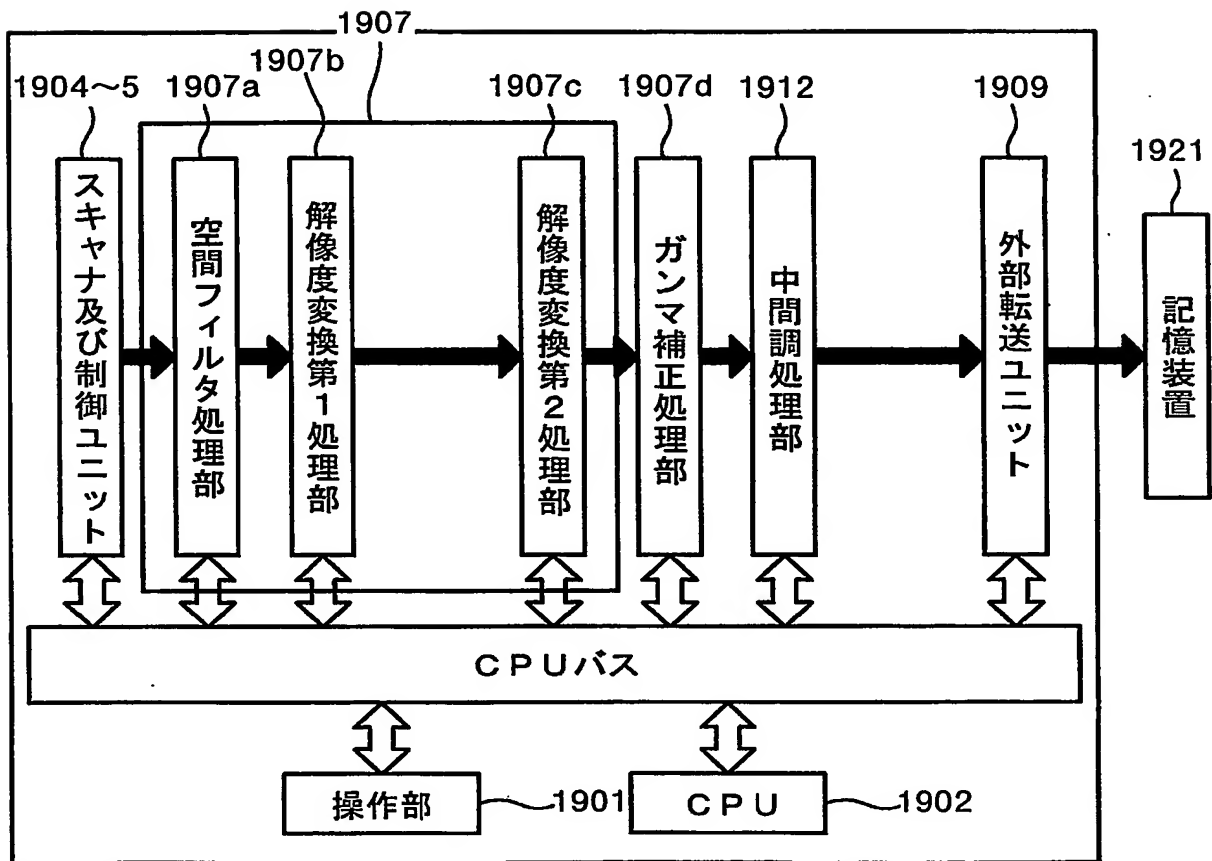 1907
1907b
1904～5
1907a
1907c
1907d
1912
1909
1921
スキャナ及び制御ユニット
空間フィルタ処理部
解像度変換第1処理部
解像度変換第2処理部
ガンマ補正処理部
中間調処理部
外部転送ユニット
記憶装置
CPUバス
操作部
1901
CPU
1902